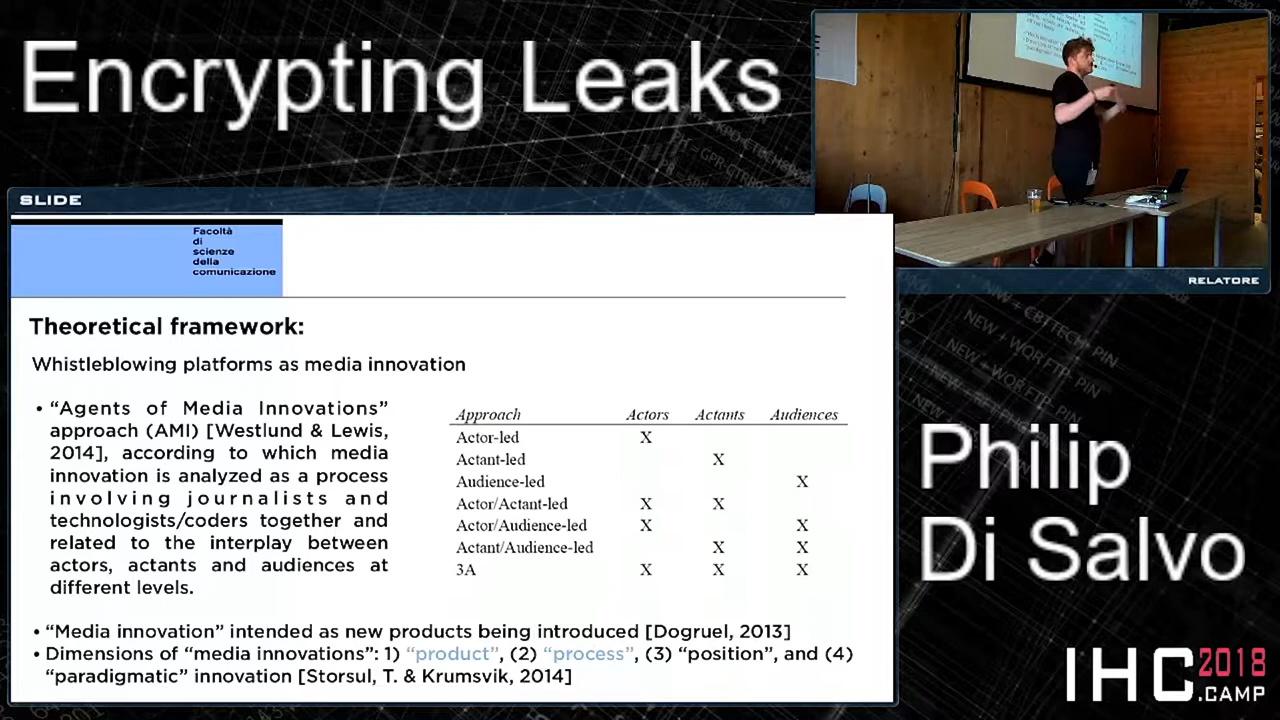 Encrypting Leaks
SLIDE
Facoltà
di
scienze
della
comunicazione
Theoretical framework:
Whistleblowing platforms as media innovation
• “Agents of Media Innovations”
approach (AMI) [Westlund & Lewis,
2014], according to which media
innovation is analyzed as a process
involving journalists and
technologists/coders together and
related to the interplay between
actors, actants and audiences at
different levels.
Approach Actors Actants Audiences
Actor-led X
Actant-led X
Audience-led X
Actor/Actant-led X X
Actor/Audience-led X X
Actant/Audience-led X X
3A X X X
• “Media innovation” intended as new products being introduced [Dogruel, 2013]
• Dimensions of “media innovations”: 1) “product”, (2) “process”, (3) “position”, and (4)
“paradigmatic” innovation [Storsul, T. & Krumsvik, 2014]
RELATORE
Philip
Di Salvo
IHC 2018
.CAMP